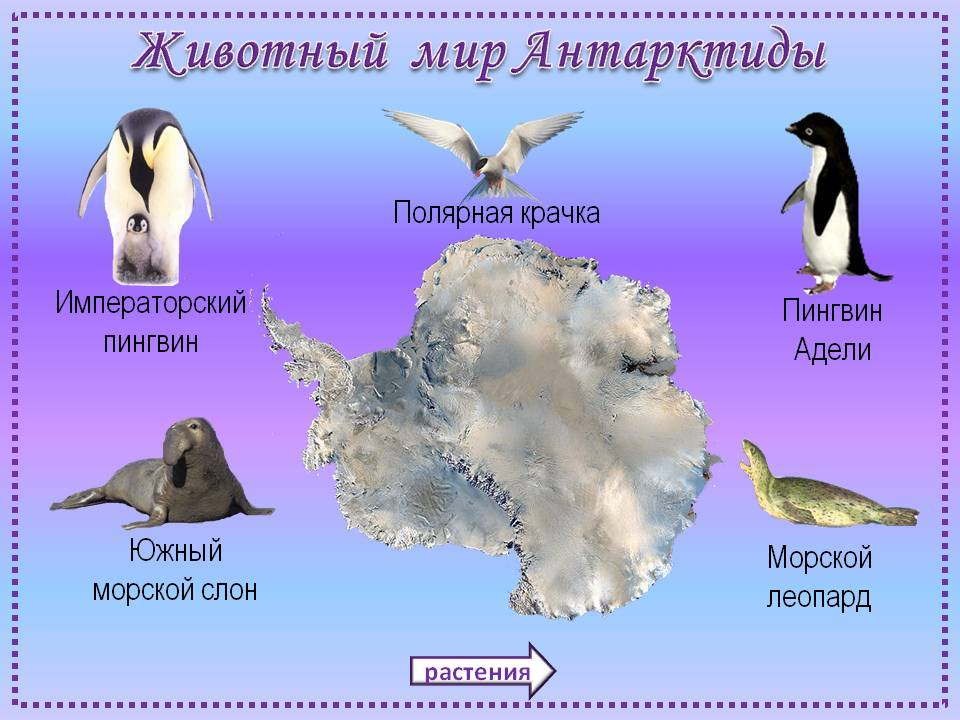 Животный мир Антарктиды
Полярная крачка
Императорский
пингвин
Пингвин
Адели
Южный
морской слон
Морской
леопард
растения